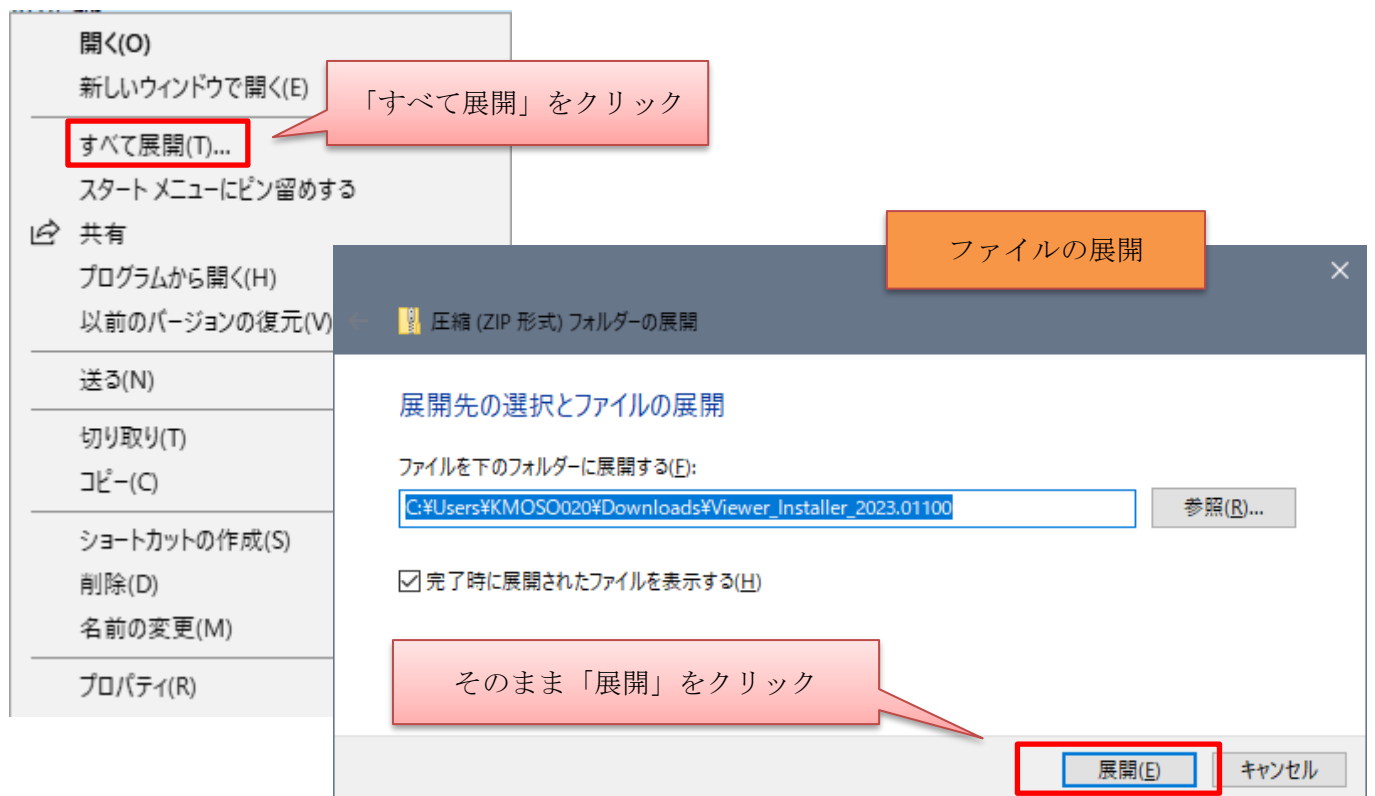 開く(O)
新しいウィンドウで開く(E)
「すべて展開」をクリック
すべて展開(T)...
スタート メニューにピン留めする
共有
プログラムから開く(H)
以前のバージョンの復元(V)
送る(N)
切り取り(T)
コピー(C)
ショートカットの作成(S)
削除(D)
名前の変更(M)
プロパティ(R)
ファイルの展開
圧縮 (ZIP 形式) フォルダーの展開
展開先の選択とファイルの展開
ファイルを下のフォルダーに展開する(F):
C:¥Users¥KMOSO020¥Downloads¥Viewer_Installer_2023.01100
参照(R)...
完了時に展開されたファイルを表示する(H)
そのまま「展開」をクリック
展開(E)
キャンセル